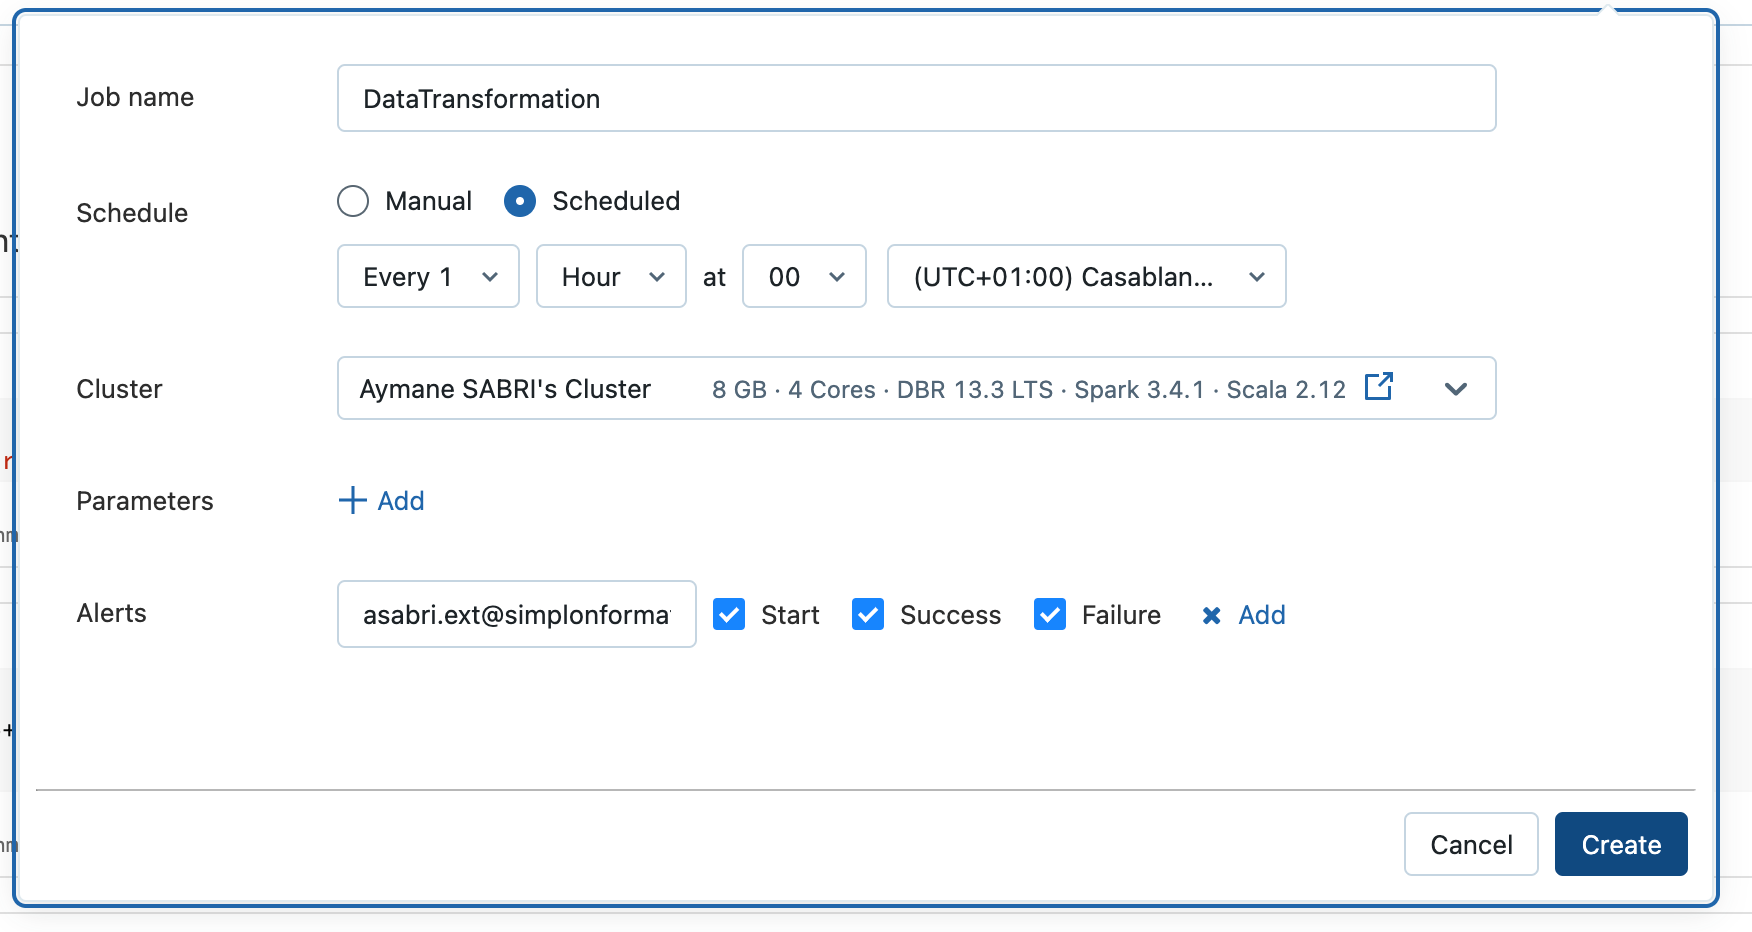 Job name
DataTransformation
Schedule
Manual Scheduled
Every 1 Hour at 00 (UTC+01:00) Casablan...
Cluster
Aymane SABRI's Cluster 8 GB · 4 Cores · DBR 13.3 LTS · Spark 3.4.1 · Scala 2.12
Parameters
Add
Alerts
asabri.ext@simplonforma
Start Success Failure Add
Cancel Create